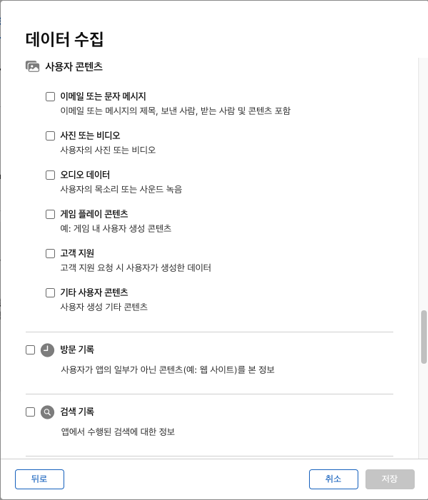 데이터 수집
사용자 콘텐츠
이메일 또는 문자 메시지
이메일 또는 메시지의 제목, 보낸 사람, 받는 사람 및 콘텐츠 포함
사진 또는 비디오
사용자의 사진 또는 비디오
오디오 데이터
사용자의 목소리 또는 사운드 녹음
게임 플레이 콘텐츠
예: 게임 내 사용자 생성 콘텐츠
고객 지원
고객 지원 요청 시 사용자가 생성한 데이터
기타 사용자 콘텐츠
사용자 생성 기타 콘텐츠
방문 기록
사용자가 앱의 일부가 아닌 콘텐츠(예: 웹 사이트)를 본 정보
검색 기록
앱에서 수행된 검색에 대한 정보
뒤로
취소
저장